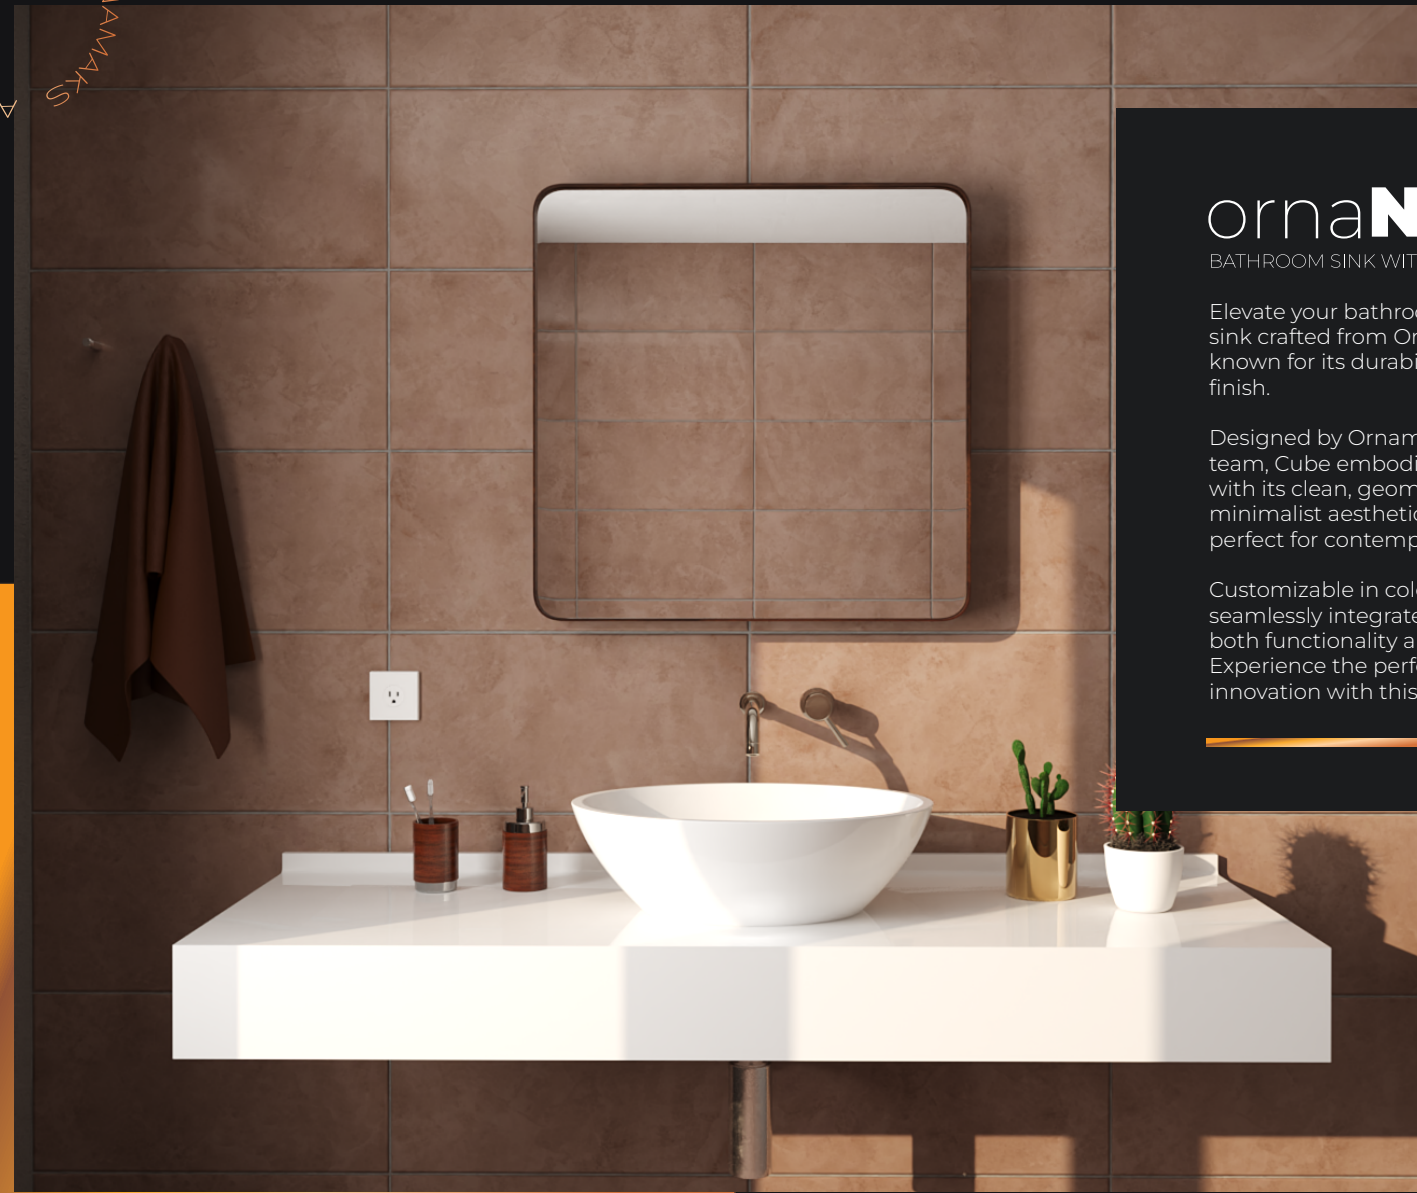 AMAKS
A
ornaN
BATHROOM SINK WIT
Elevate your bathroo
sink crafted from Or
known for its durabi
finish.
Designed by Ornam
team, Cube embodi
with its clean, geom
minimalist aesthetic
perfect for contemp
Customizable in col
seamlessly integrate
both functionality a
Experience the perf
innovation with this